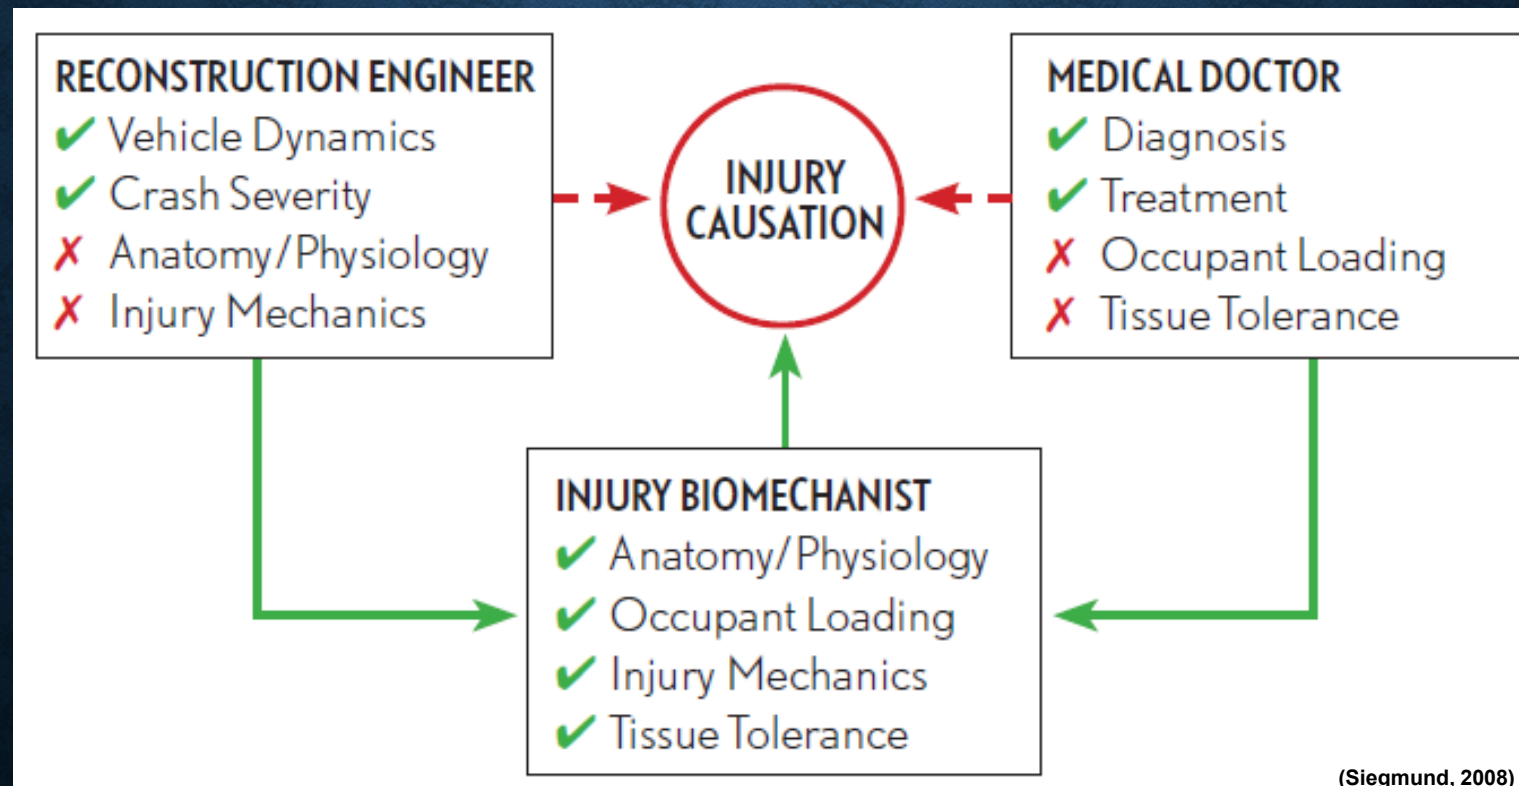 RECONSTRUCTION ENGINEER
✔ Vehicle Dynamics
✔ Crash Severity
✗ Anatomy/Physiology
✗ Injury Mechanics
INJURY
CAUSATION
MEDICAL DOCTOR
✔ Diagnosis
✔ Treatment
✗ Occupant Loading
✗ Tissue Tolerance
INJURY BIOMECHANIST
✔ Anatomy/Physiology
✔ Occupant Loading
✔ Injury Mechanics
✔ Tissue Tolerance
(Siegmund, 2008)